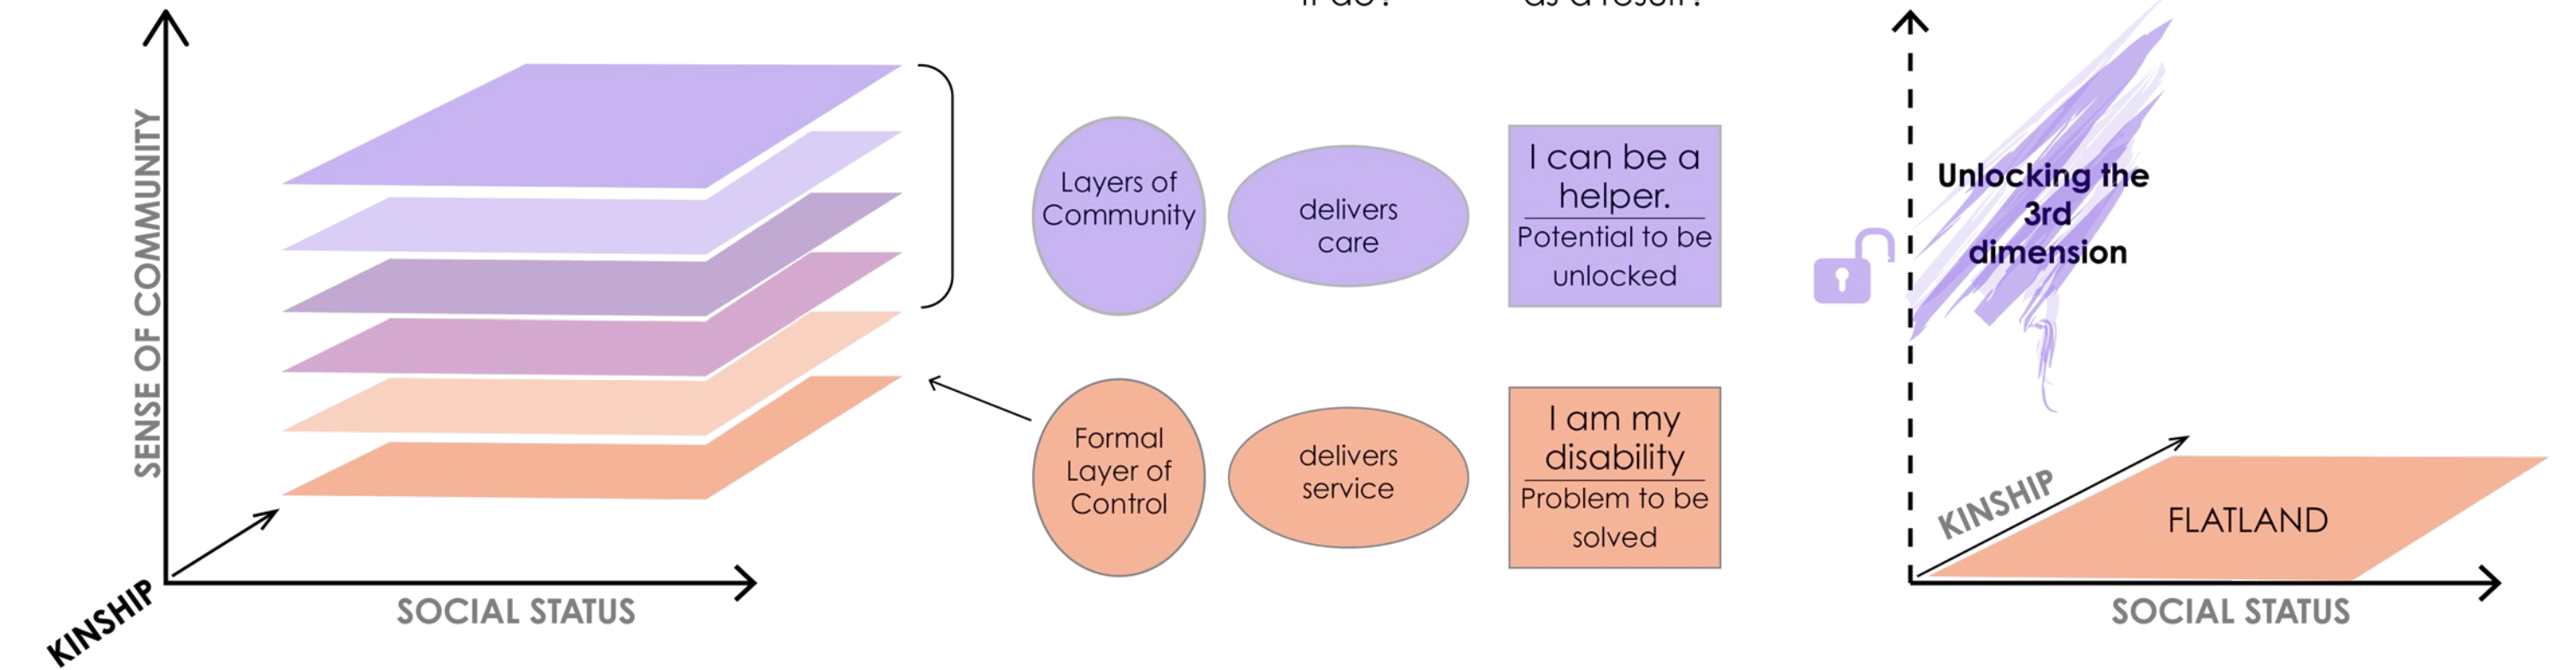 as a result?
SENSE OF COMMUNITY
KINSHIP
SOCIAL STATUS
Layers of
Community
delivers
care
I can be a
helper.
Potential to be
unlocked
Formal
Layer of
Control
delivers
service
I am my
disability
Problem to be
solved
Unlocking the
3rd
dimension
KINSHIP
FLATLAND
SOCIAL STATUS